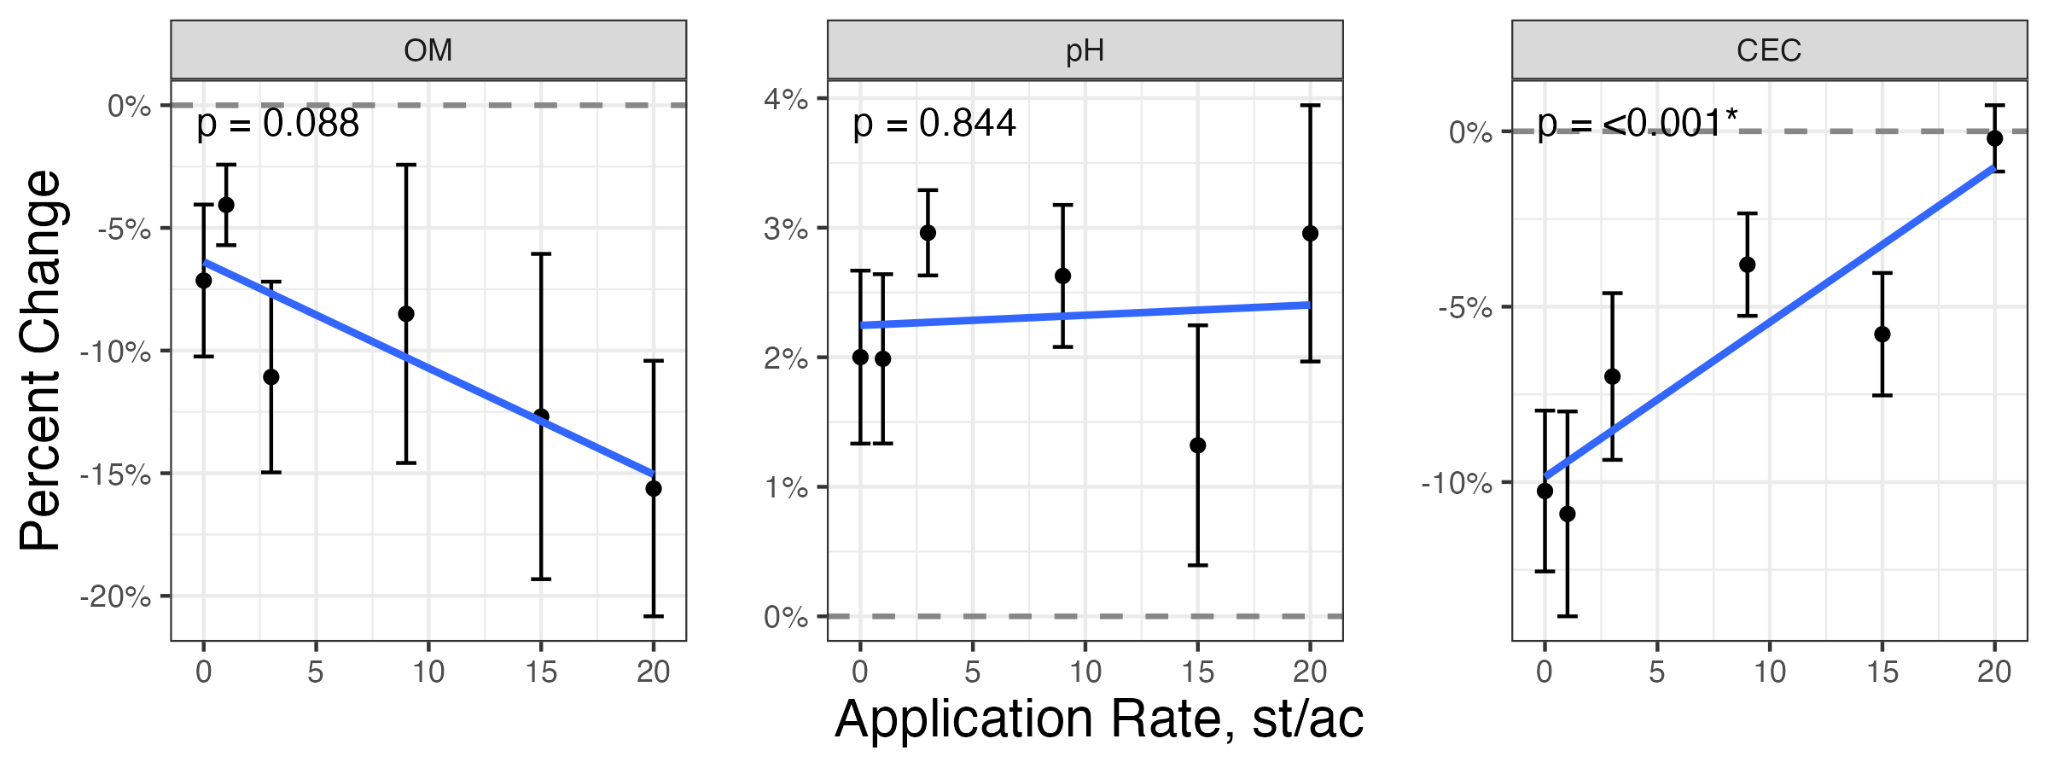 OM
pH
CEC
p = 0.088
p = 0.844
p = <0.001*
Percent Change
0%
-5%
-10%
-15%
-20%
4%
3%
2%
1%
0%
0%
-5%
-10%
0 5 10 15 20
0 5 10 15 20
0 5 10 15 20
Application Rate, st/ac